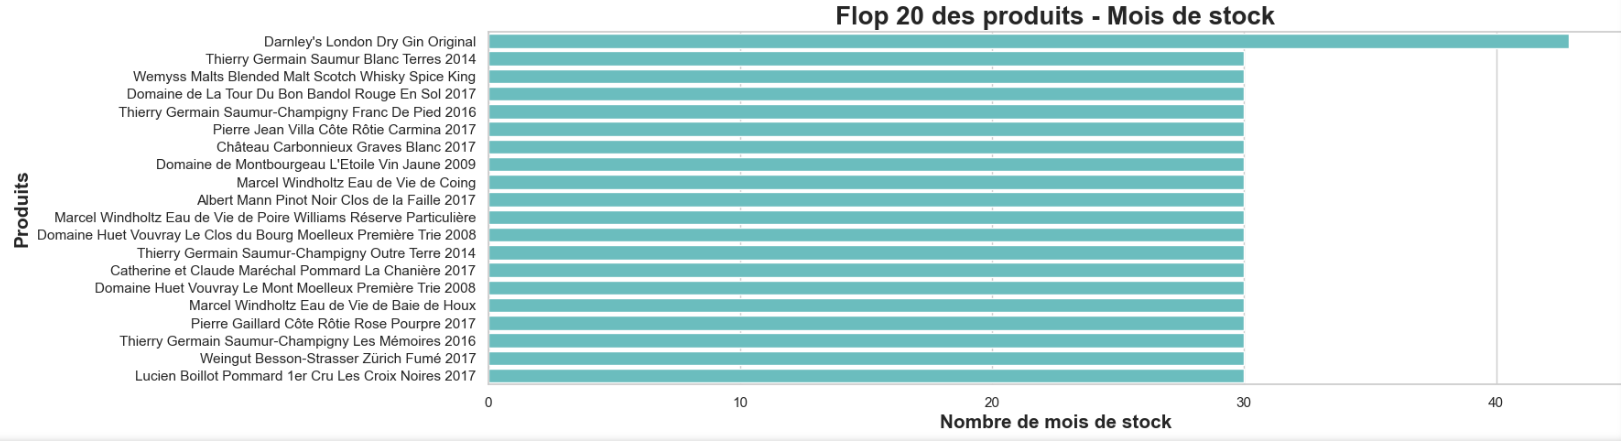 Flop 20 des produits - Mois de stock
Produits
Darnley's London Dry Gin Original
Thierry Germain Saumur Blanc Terres 2014
Wemyss Malts Blended Malt Scotch Whisky Spice King
Domaine de La Tour Du Bon Bandol Rouge En Sol 2017
Thierry Germain Saumur-Champigny Franc De Pied 2016
Pierre Jean Villa Côte Rôtie Carmina 2017
Château Carbonnieux Graves Blanc 2017
Domaine de Montbourgeau L'Etoile Vin Jaune 2009
Marcel Windholtz Eau de Vie de Coing
Albert Mann Pinot Noir Clos de la Faille 2017
Marcel Windholtz Eau de Vie de Poire Williams Réserve Particulière
Domaine Huet Vouvray Le Clos du Bourg Moelleux Première Trie 2008
Thierry Germain Saumur-Champigny Outre Terre 2014
Catherine et Claude Maréchal Pommard La Chanière 2017
Domaine Huet Vouvray Le Mont Moelleux Première Trie 2008
Marcel Windholtz Eau de Vie de Baie de Houx
Pierre Gaillard Côte Rôtie Rose Pourpre 2017
Thierry Germain Saumur-Champigny Les Mémoires 2016
Weingut Besson-Strasser Zürich Fumé 2017
Lucien Boillot Pommard 1er Cru Les Croix Noires 2017
0 10 20 30 40
Nombre de mois de stock